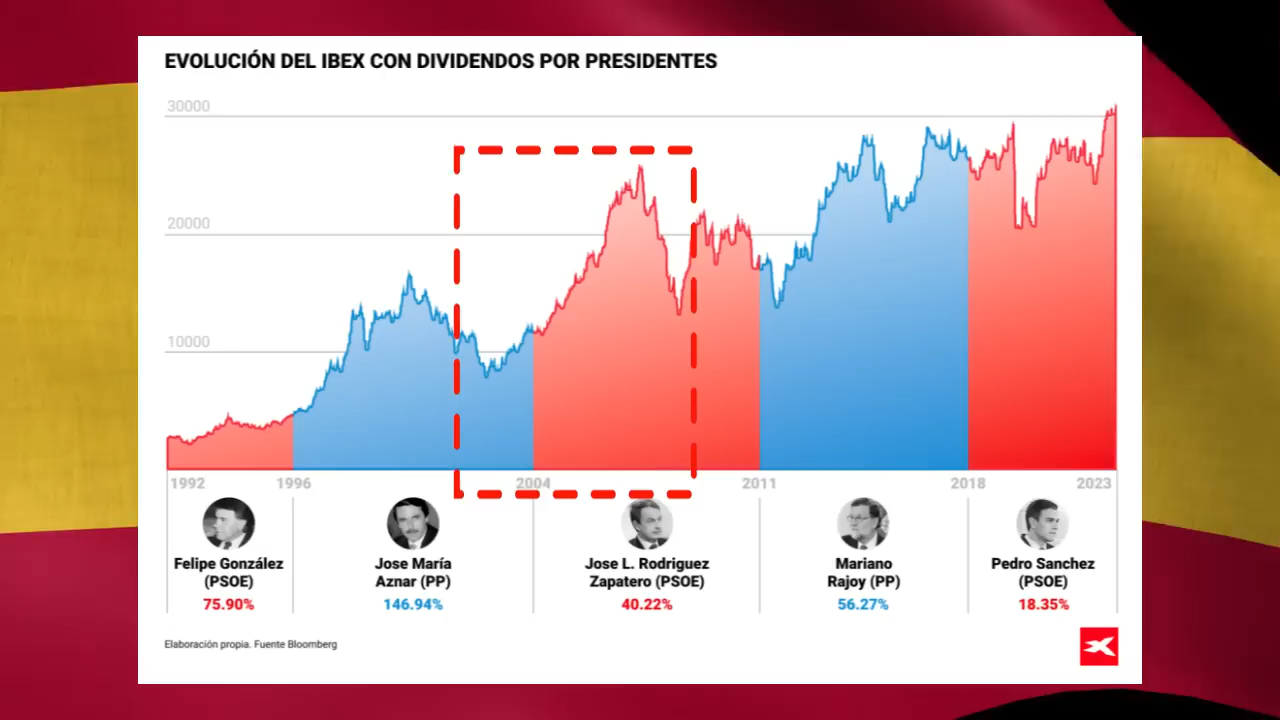 EVOLUCIÓN DEL IBEX CON DIVIDENDOS POR PRESIDENTES
30000
20000
10000
1992 1996 2004 2011 2018 2023
Felipe González
(PSOE)
75.90%
Jose María
Aznar (PP)
146.94%
Jose L. Rodriguez
Zapatero (PSOE)
40.22%
Mariano
Rajoy (PP)
56.27%
Pedro Sanchez
(PSOE)
18.35%
Elaboración propia. Fuente Bloomberg